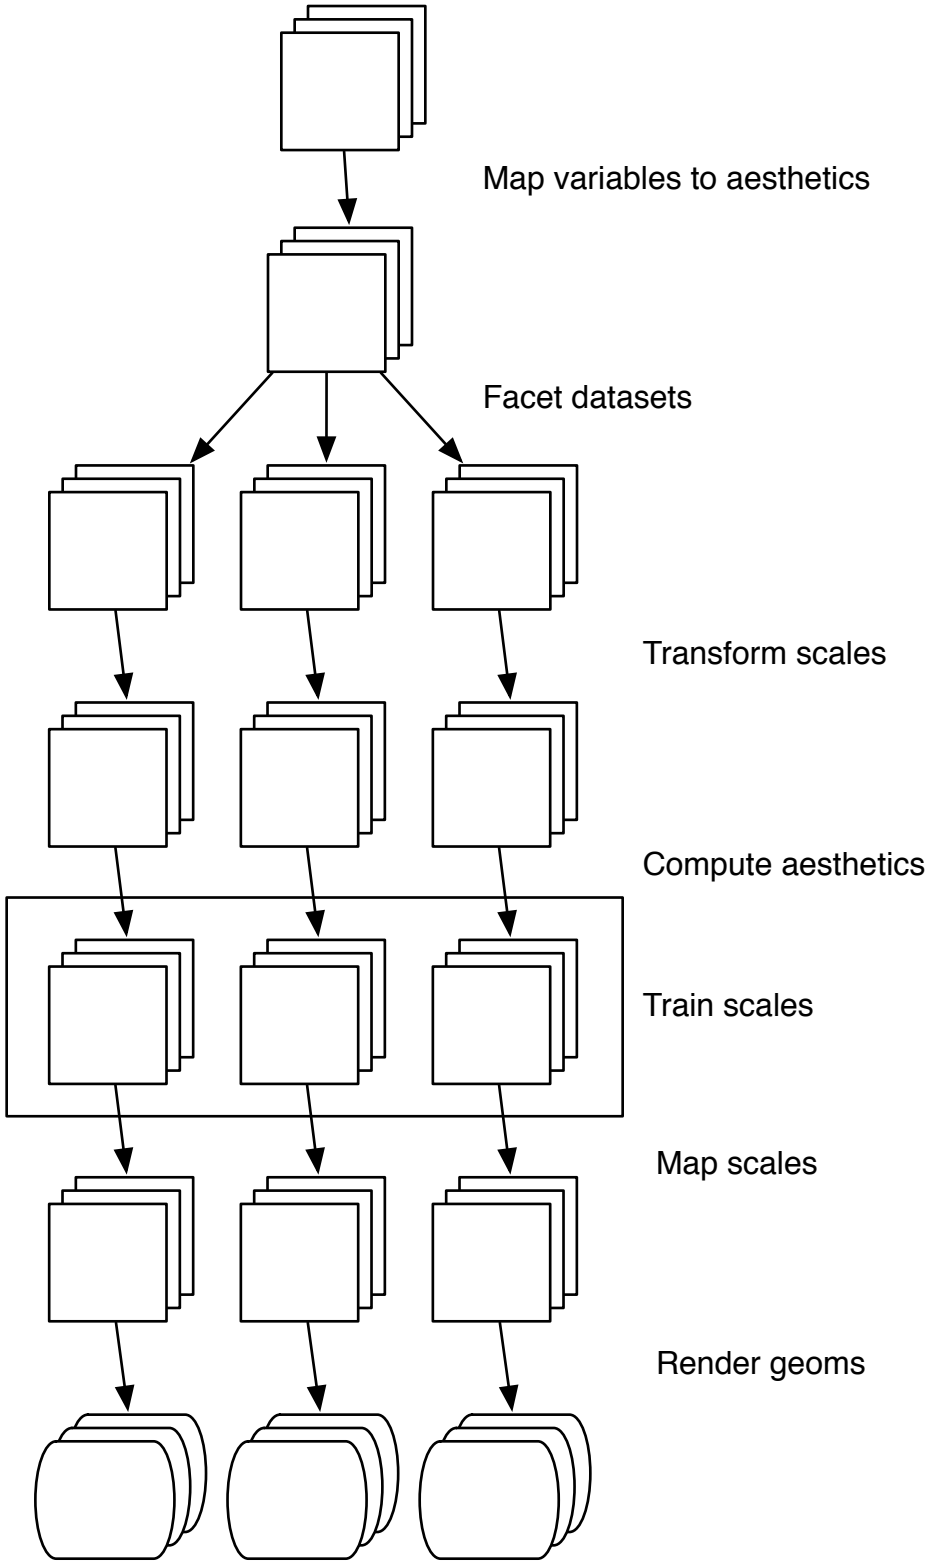 Map variables to aesthetics
Facet datasets
Transform scales
Compute aesthetics
Train scales
Map scales
Render geoms